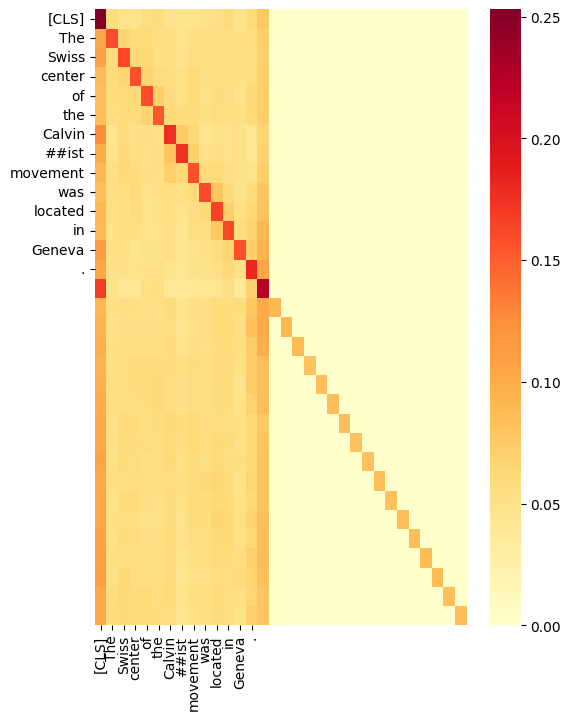 [CLS]
The
Swiss
center
of
the
Calvin
##ist
movement
was
located
in
Geneva
.
[CLS]
The
Swiss
center
of
the
Calvin
##ist
movement
was
located
in
Geneva
.
0.25
0.20
0.15
0.10
0.05
0.00